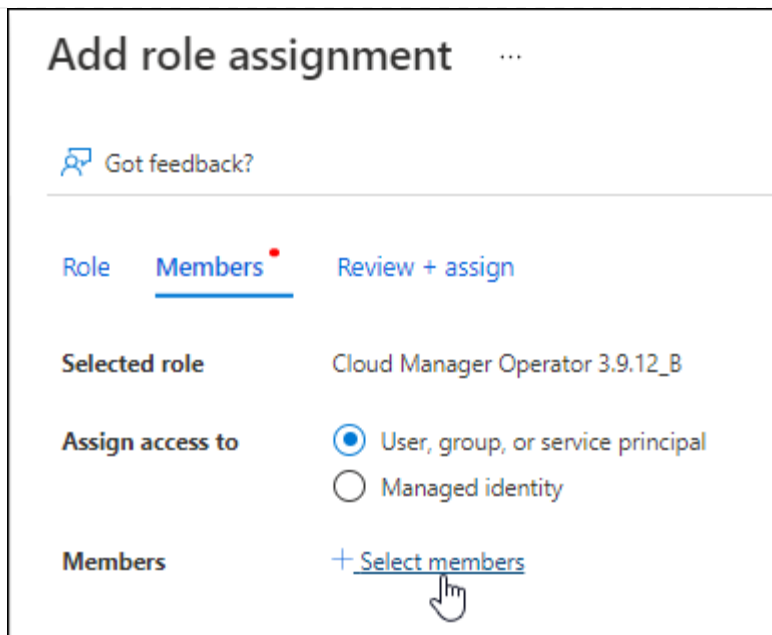 Add role assignment ...
Got feedback?
Role Members Review + assign
Selected role Cloud Manager Operator 3.9.12_B
Assign access to User, group, or service principal
Managed identity
Members + Select members